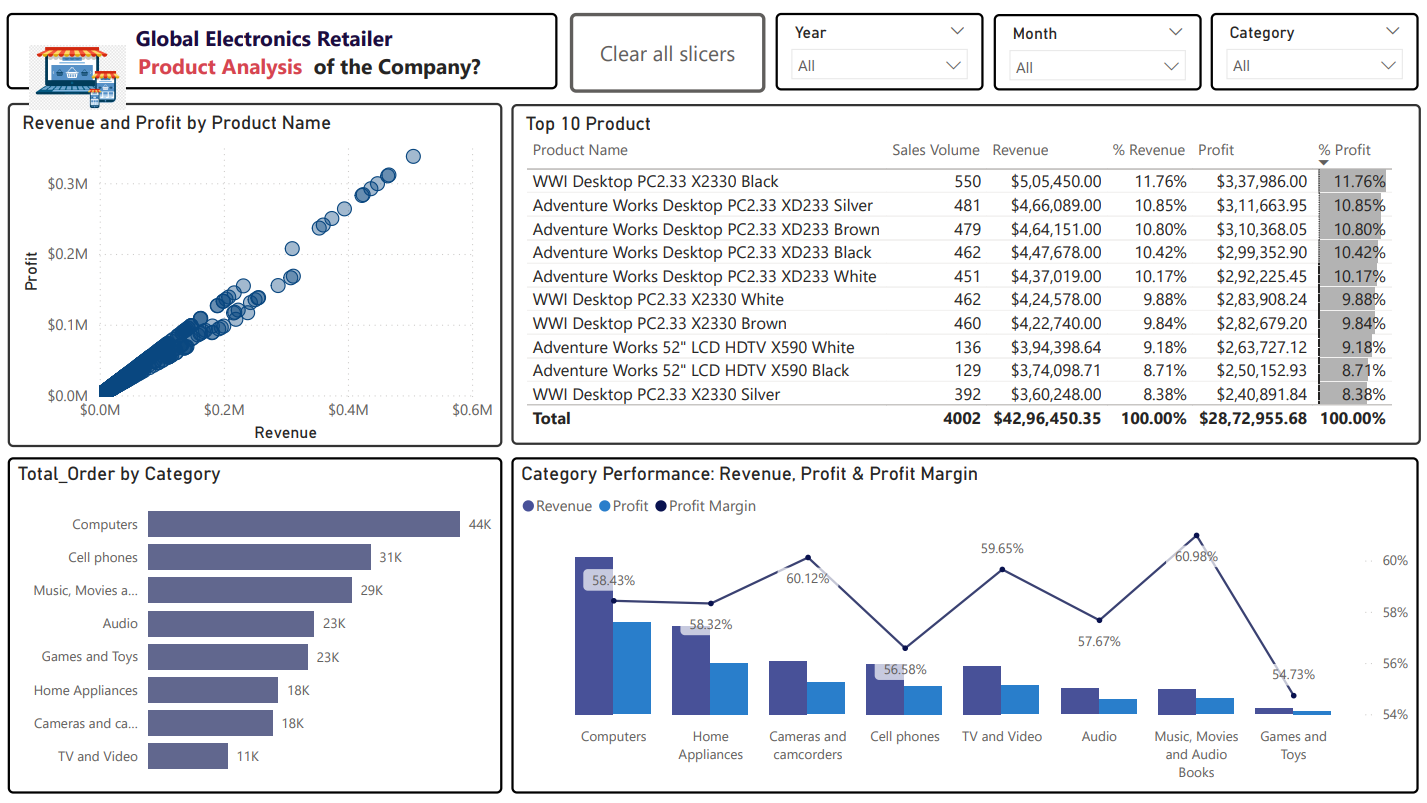 Global Electronics Retailer
Product Analysis of the Company?
Clear all slicers
Year
All
Month
All
Category
All
Revenue and Profit by Product Name
$0.3M
$0.2M
$0.1M
$0.0M
Profit
$0.0M $0.2M $0.4M $0.6M
Revenue
Top 10 Product
Product Name Sales Volume Revenue % Revenue Profit % Profit
WWI Desktop PC2.33 X2330 Black 550 $5,05,450.00 11.76% $3,37,986.00 11.76%
Adventure Works Desktop PC2.33 XD233 Silver 481 $4,66,089.00 10.85% $3,11,663.95 10.85%
Adventure Works Desktop PC2.33 XD233 Brown 479 $4,64,151.00 10.80% $3,10,368.05 10.80%
Adventure Works Desktop PC2.33 XD233 Black 462 $4,47,678.00 10.42% $2,99,352.90 10.42%
Adventure Works Desktop PC2.33 XD233 White 451 $4,37,019.00 10.17% $2,92,225.45 10.17%
WWI Desktop PC2.33 X2330 White 462 $4,24,578.00 9.88% $2,83,908.24 9.88%
WWI Desktop PC2.33 X2330 Brown 460 $4,22,740.00 9.84% $2,82,679.20 9.84%
Adventure Works 52" LCD HDTV X590 White 136 $3,94,398.64 9.18% $2,63,727.12 9.18%
Adventure Works 52" LCD HDTV X590 Black 129 $3,74,098.71 8.71% $2,50,152.93 8.71%
WWI Desktop PC2.33 X2330 Silver 392 $3,60,248.00 8.38% $2,40,891.84 8.38%
Total 4002 $42,96,450.35 100.00% $28,72,955.68 100.00%
Total_Order by Category
Computers 44K
Cell phones 31K
Music, Movies a... 29K
Audio 23K
Games and Toys 23K
Home Appliances 18K
Cameras and ca... 18K
TV and Video 11K
Category Performance: Revenue, Profit & Profit Margin
Revenue Profit Profit Margin
58.43%
58.32%
60.12%
56.58%
59.65%
57.67%
60.98%
54.73%
60%
58%
56%
54%
Computers
Home
Appliances
Cameras and
camcorders
Cell phones
TV and Video
Audio
Music, Movies
and Audio
Books
Games and
Toys